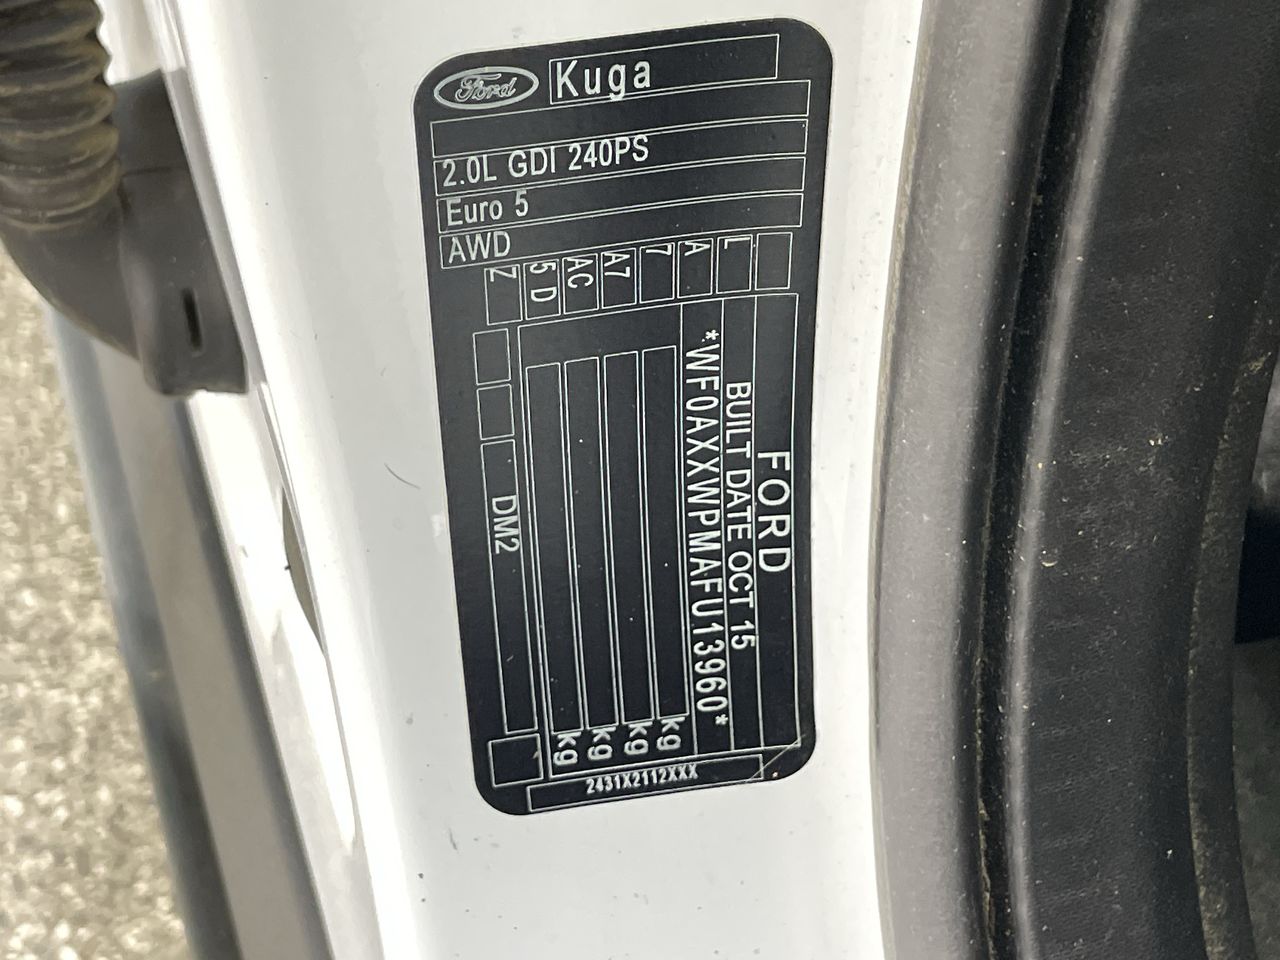 Ford
Kuga
2.0L GDI 240PS
Euro 5
AWD
Z 5 D AC A7 7 A L
FORD
BUILT DATE OCT 15
*WF0AXXWPMAFU13960*
kg
kg
kg
kg
DM2
2431X2112XXX